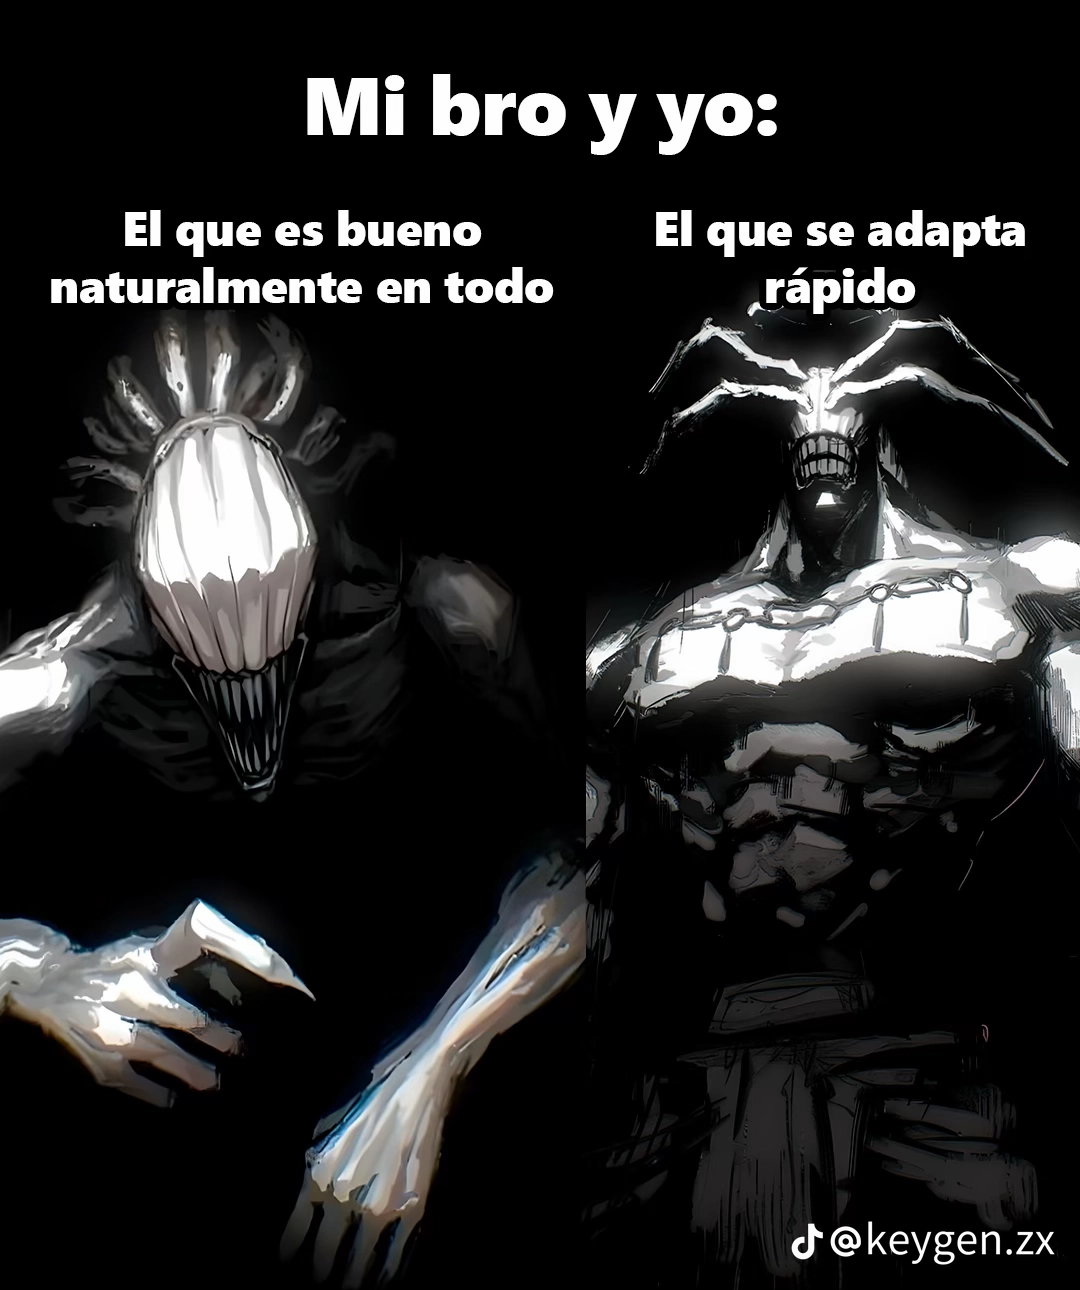 Mi bro y yo:
El que es bueno
naturalmente en todo
El que se adapta
rápido
@keygen.zx